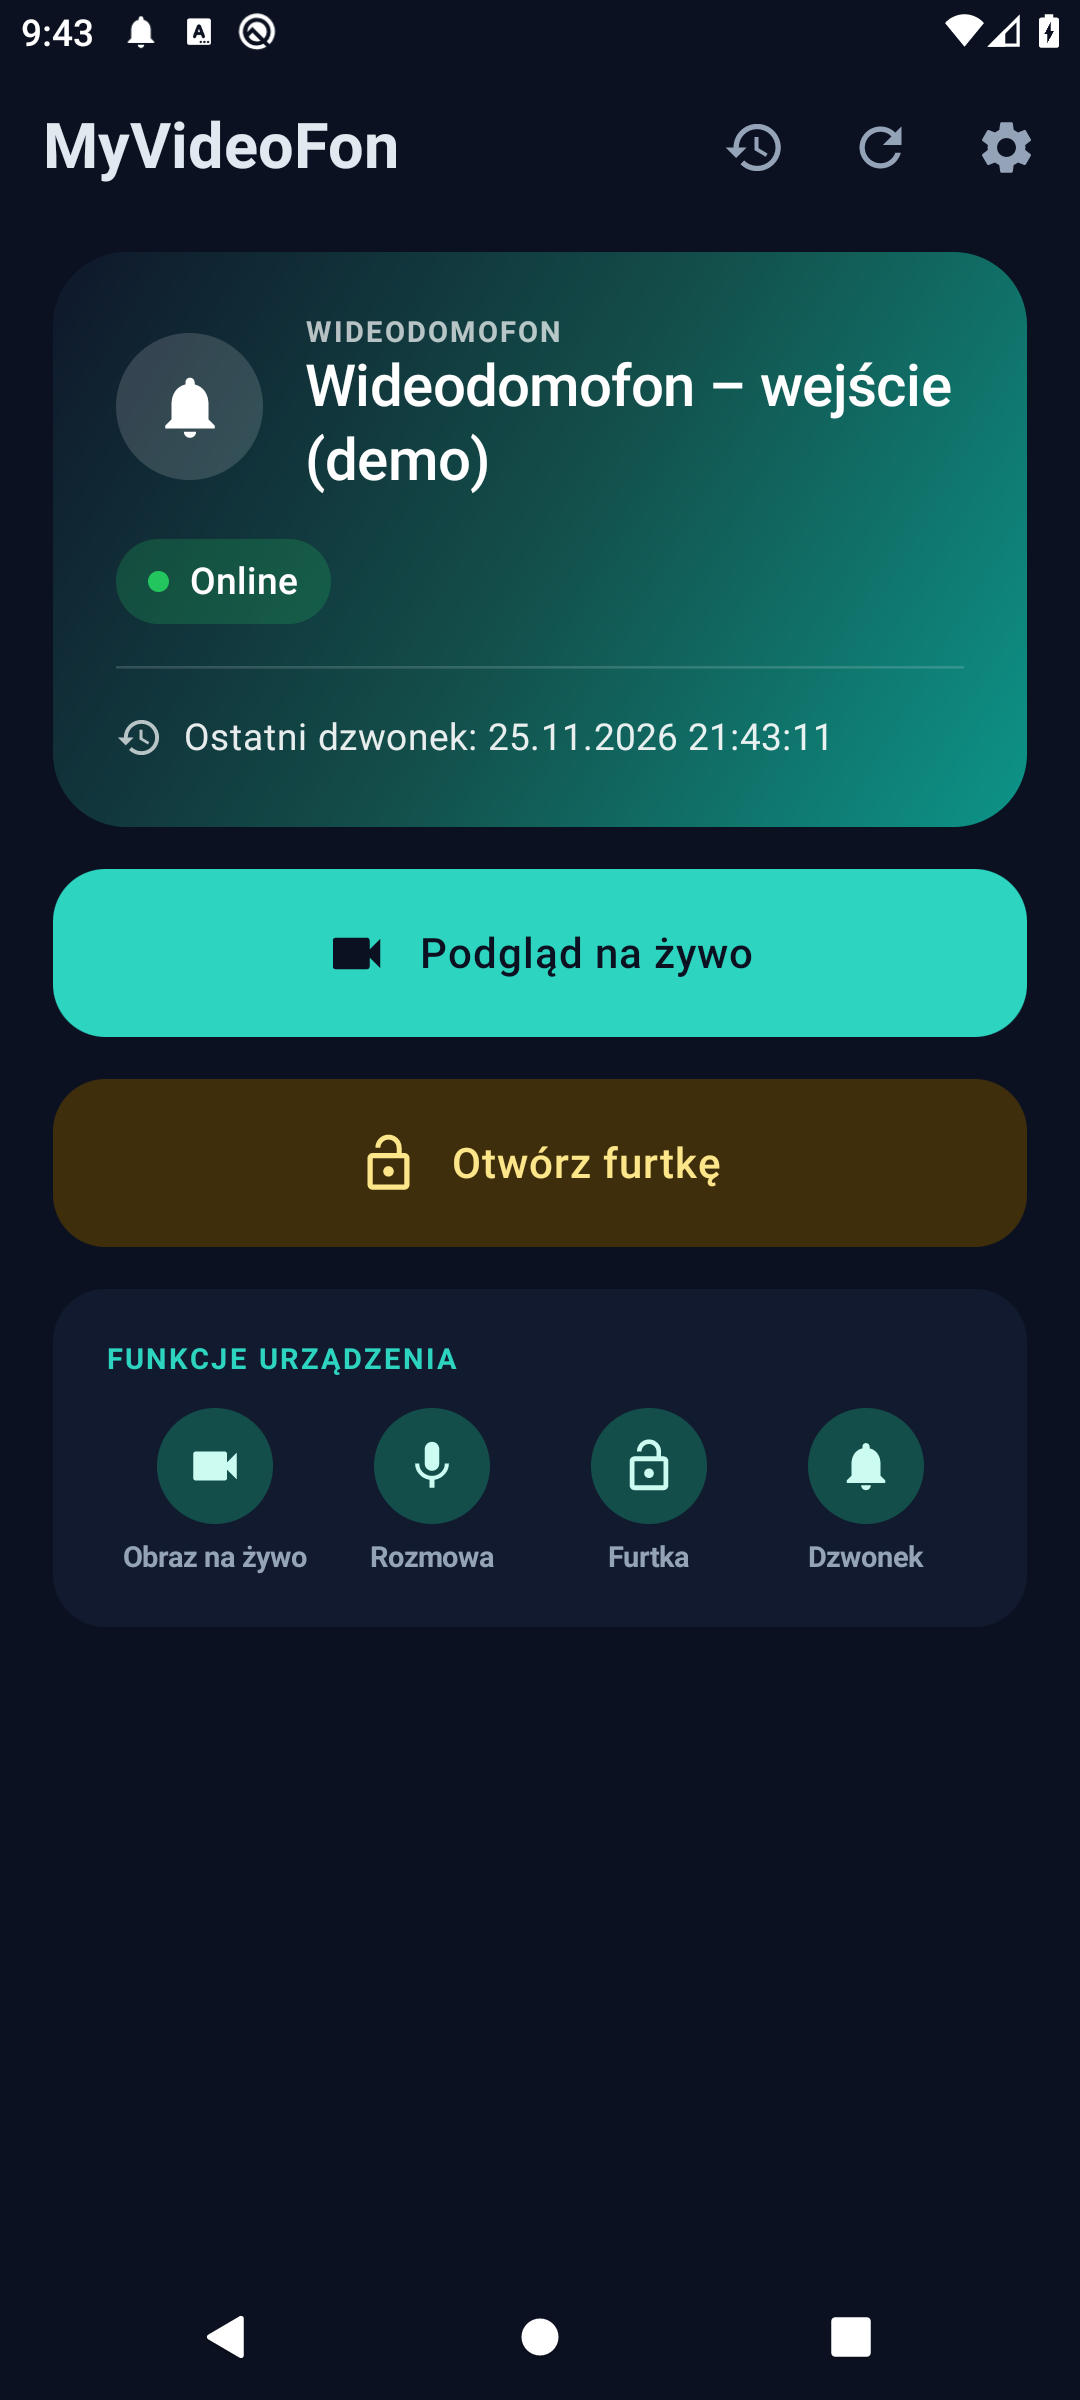 9:43
MyVideoFon
WIDEODOMOFON
Wideodomofon – wejście
(demo)
Online
Ostatni dzwonek: 25.11.2026 21:43:11
Podgląd na żywo
Otwórz furtkę
FUNKCJE URZĄDZENIA
Obraz na żywo Rozmowa Furtka Dzwonek